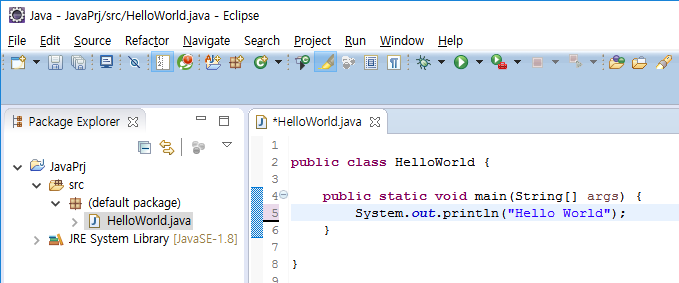 Java - JavaPrj/src/HelloWorld.java - Eclipse
File Edit Source Refactor Navigate Search Project Run Window Help
Package Explorer
*HelloWorld.java
JavaPrj
src
(default package)
HelloWorld.java
JRE System Library [JavaSE-1.8]
1
2 public class HelloWorld {
3
4 public static void main(String[] args) {
5 System.out.println("Hello World");
6 }
7
8 }
9